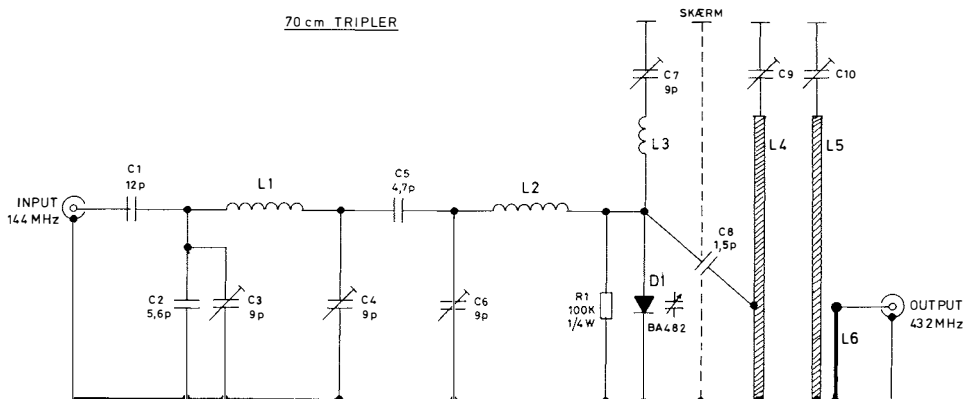 70 cm TRIPLER
SKÆRM
C7
9p
C9
C10
L3
L4
L5
C1
12p
L1
C5
4,7p
L2
C8
1,5p
INPUT
144 MHz
C2
5,6p
C3
9p
C4
9p
C6
9p
R1
100K
1/4 W
D1
BA482
OUTPUT
432 MHz
L6